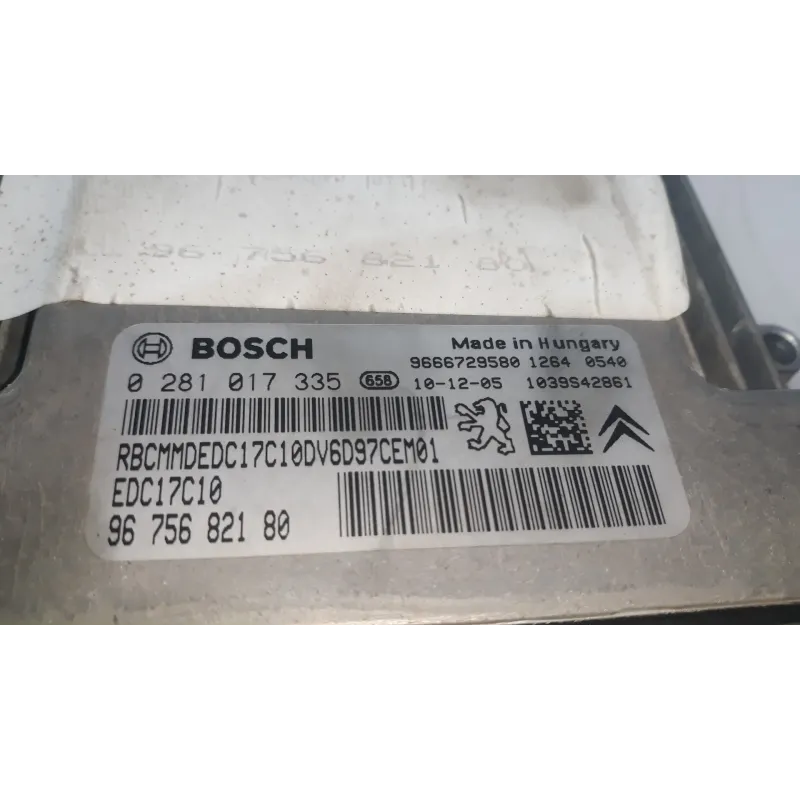 96 756 821 80
BOSCH
Made in Hungary
9666729580 1264 0540
0 281 017 335 658 10-12-05 1039S42861
RBCMMDEDC17C10DV6D97CEM01
EDC17C10
96 756 821 80